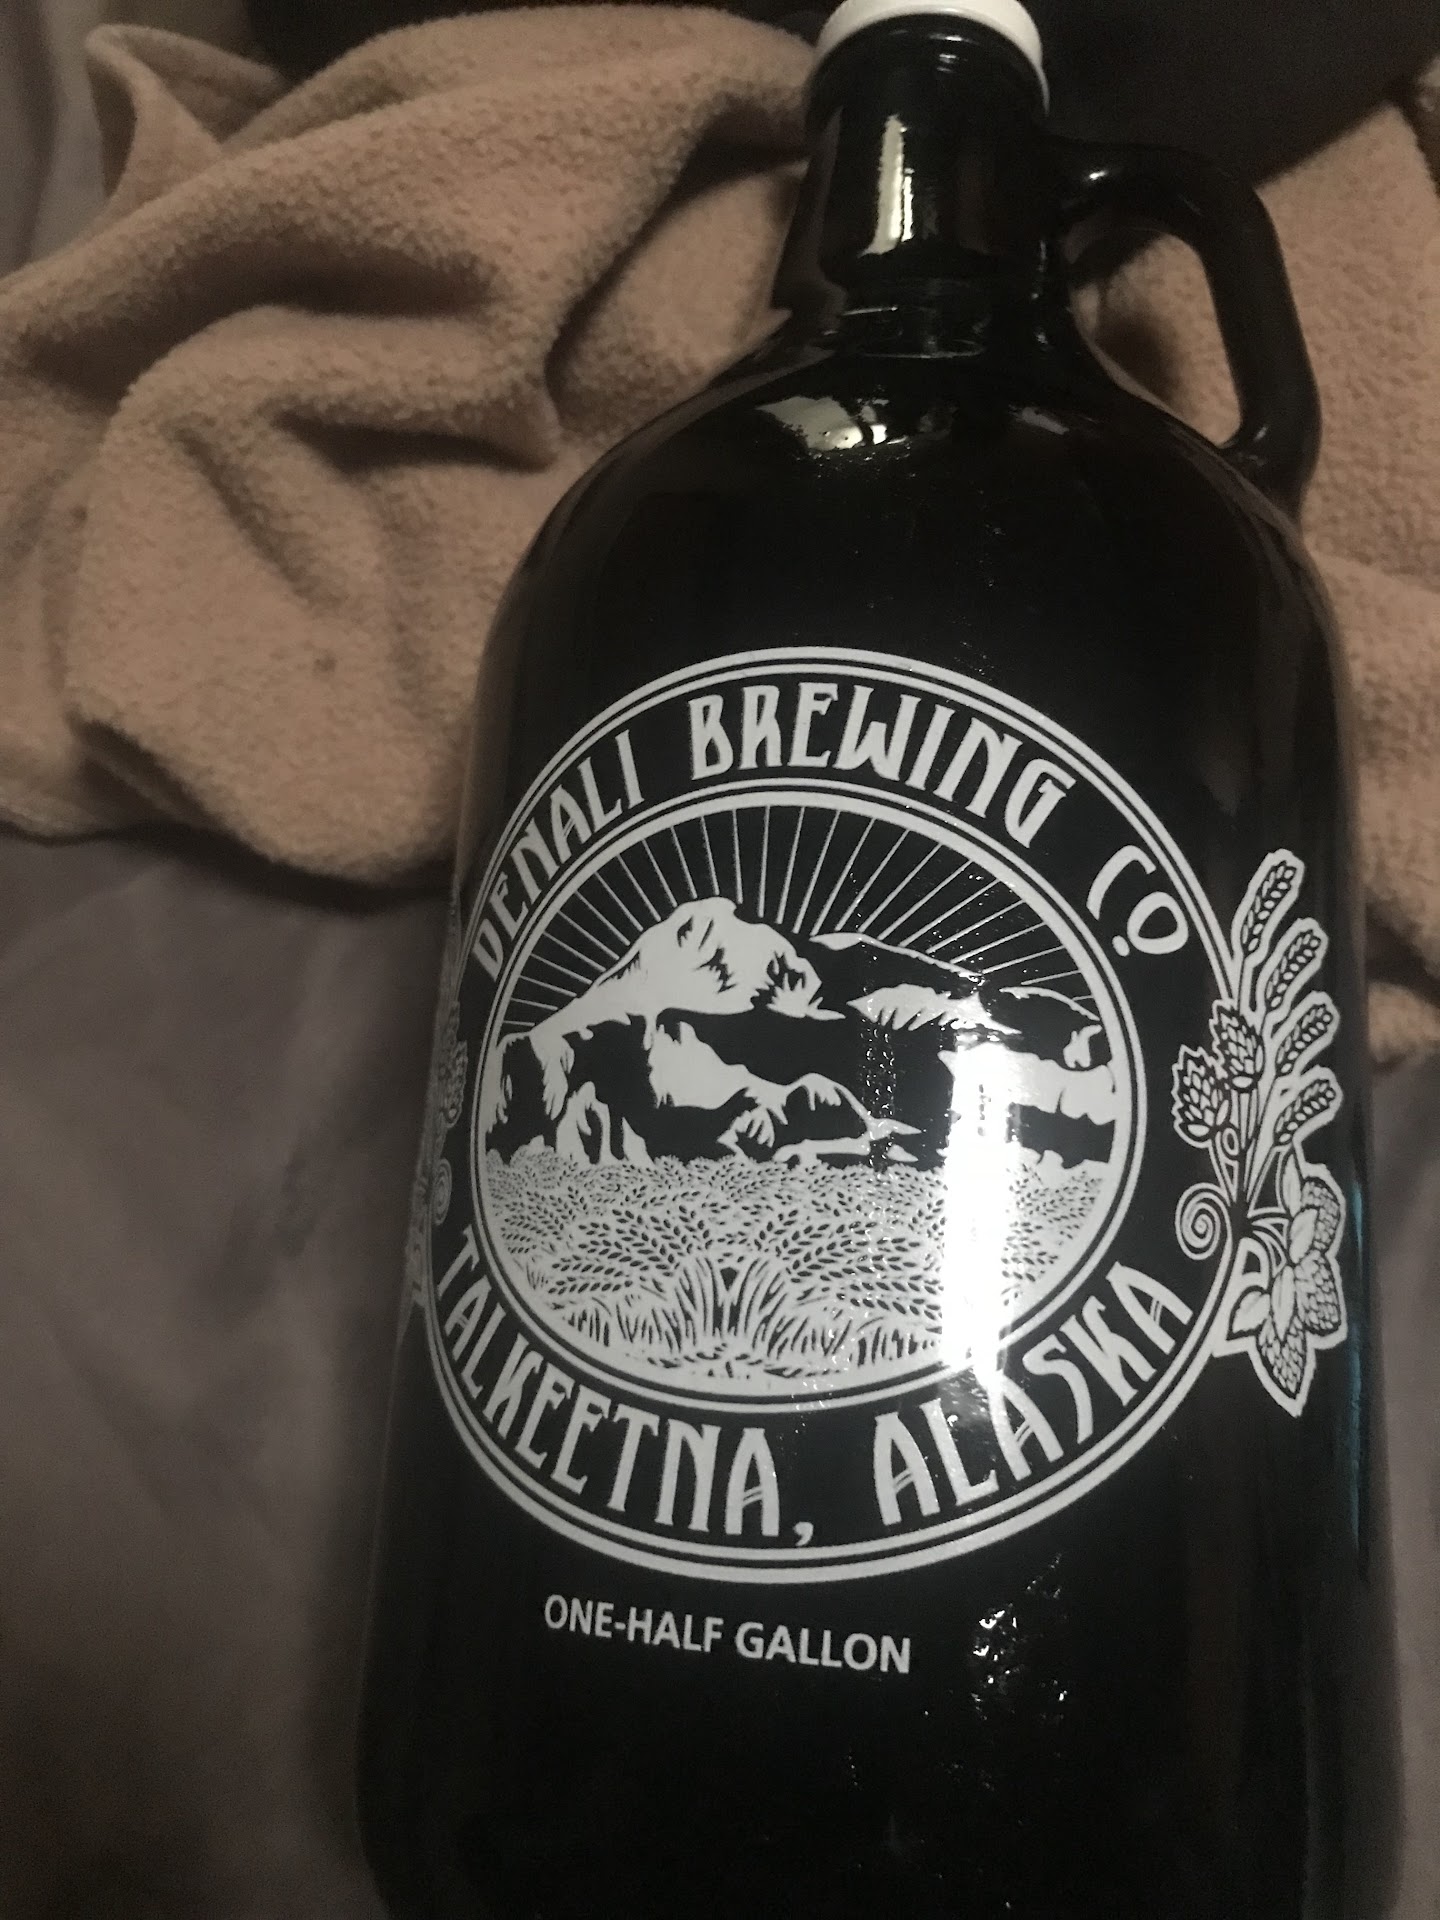 DENALI BREWING CO.
TALKEETNA, ALASKA
ONE-HALF GALLON